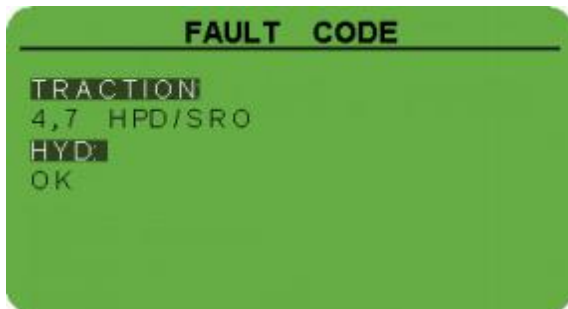 FAULT CODE
TRACTION
4,7 HPD/SRO
HYD:
OK